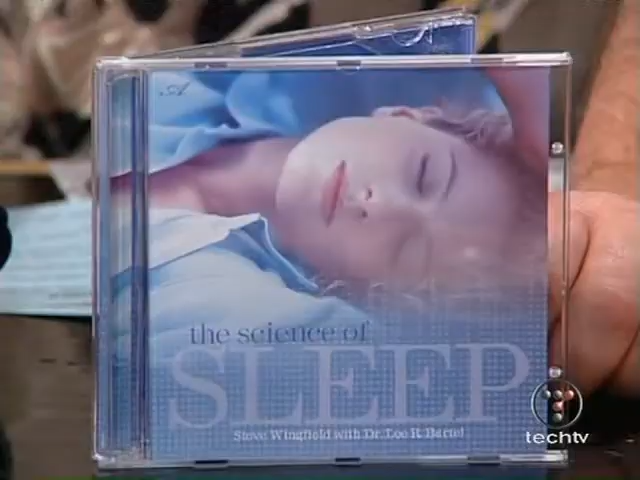 the science of
SLEEP
Steve Wingfield with Dr. Lee R. Bartel
techtv